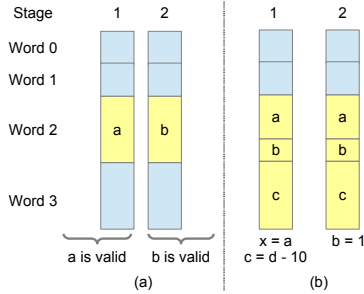 Stage 1 2 1 2
Word 0
Word 1
Word 2 a b a a
b b
Word 3 c c
x = a b = 1
c = d - 10
a is valid b is valid
(a) (b)